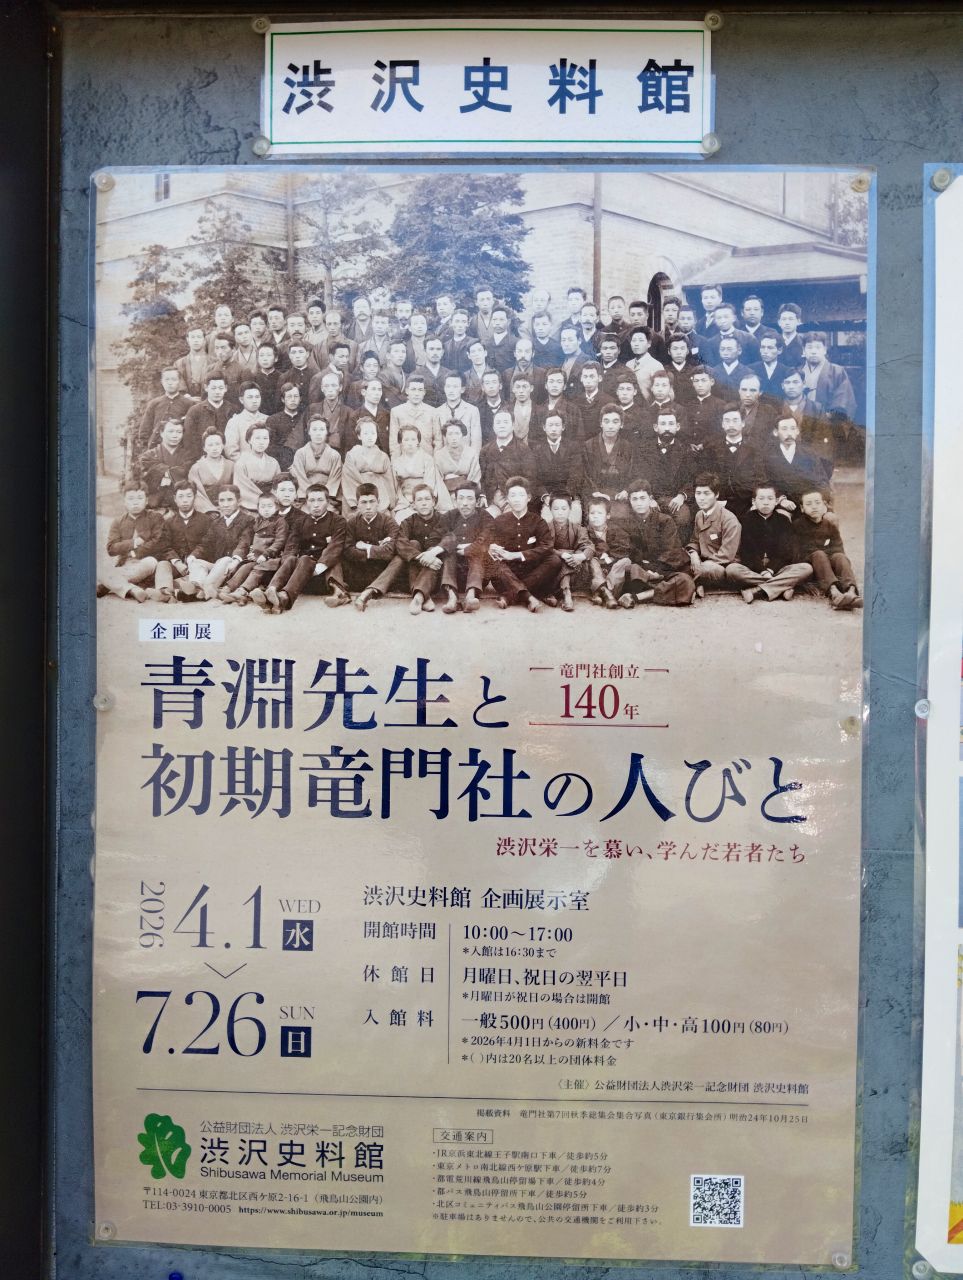 渋沢史料館
企画展
青淵先生と
竜門社創立
140年
初期竜門社の人びと
渋沢栄一を慕い、学んだ若者たち
2026
4.1 WED 水
7.26 SUN 日
渋沢史料館 企画展示室
開館時間 10:00〜17:00
＊入館は16:30まで
休館日 月曜日、祝日の翌平日
＊月曜日が祝日の場合は開館
入館料 一般500円（400円）／小・中・高100円（80円）
＊2026年4月1日からの新料金です
＊（ ）内は20名以上の団体料金
〈主催〉公益財団法人渋沢栄一記念財団 渋沢史料館
掲載資料 竜門社第7回秋季総集会集合写真（東京銀行集会所）明治24年10月25日
公益財団法人 渋沢栄一記念財団
渋沢史料館
Shibusawa Memorial Museum
〒114-0024 東京都北区西ケ原2-16-1（飛鳥山公園内）
TEL:03-3910-0005 https://www.shibusawa.or.jp/museum
交通案内
・JR京浜東北線王子駅南口下車／徒歩約5分
・東京メトロ南北線西ケ原駅下車／徒歩約7分
・都電荒川線飛鳥山停留場下車／徒歩約4分
・都バス飛鳥山停留所下車／徒歩約5分
・北区コミュニティバス飛鳥山公園停留所下車／徒歩約3分
※駐車場はありませんので、公共の交通機関をご利用下さい。